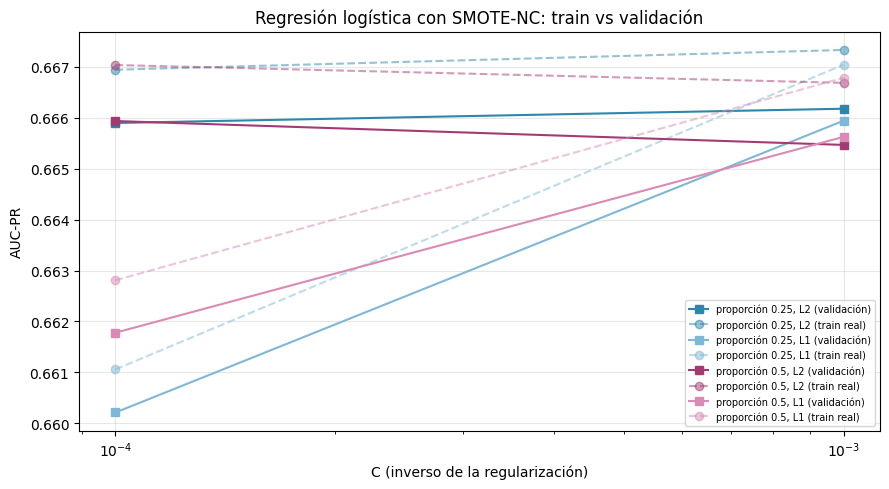 Regresión logística con SMOTE-NC: train vs validación
AUC-PR
0.667
0.666
0.665
0.664
0.663
0.662
0.661
0.660
proporción 0.25, L2 (validación)
proporción 0.25, L2 (train real)
proporción 0.25, L1 (validación)
proporción 0.25, L1 (train real)
proporción 0.5, L2 (validación)
proporción 0.5, L2 (train real)
proporción 0.5, L1 (validación)
proporción 0.5, L1 (train real)
10⁻⁴ 10⁻³
C (inverso de la regularización)